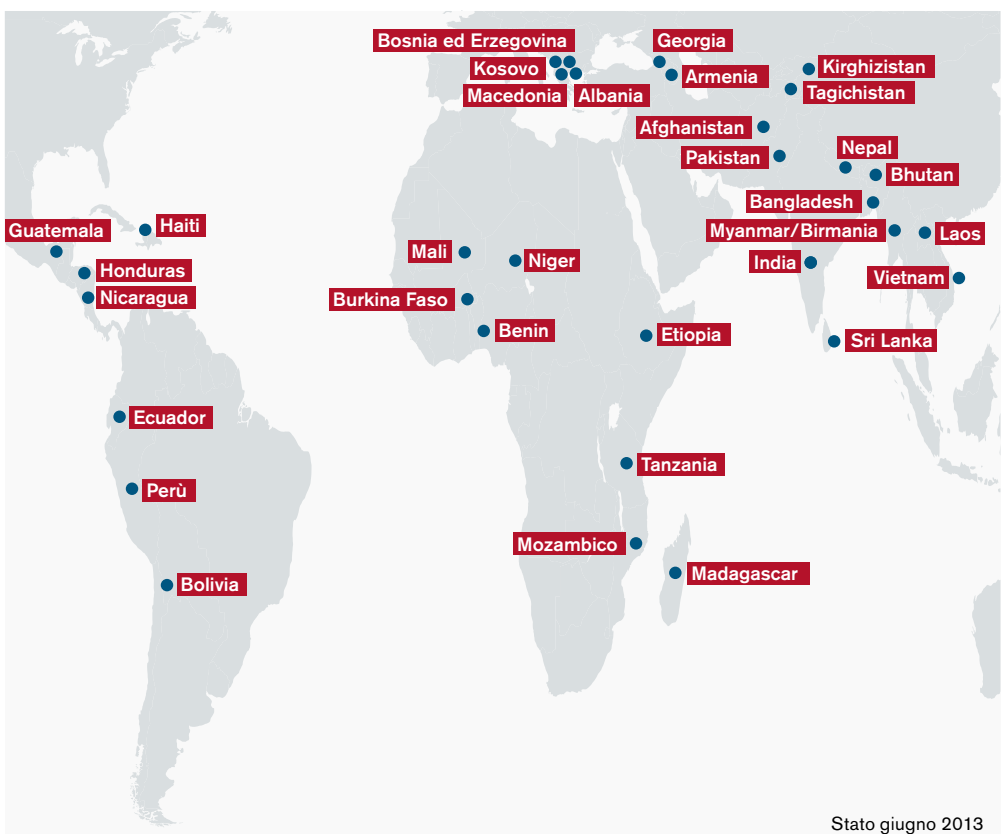 Bosnia ed Erzegovina
Georgia
Kosovo
Armenia
Kirghizistan
Macedonia
Albania
Tagichistan
Afghanistan
Pakistan
Nepal
Bhutan
Bangladesh
Guatemala
Haiti
Myanmar/Birmania
Laos
Mali
Niger
India
Honduras
Vietnam
Nicaragua
Burkina Faso
Benin
Etiopia
Sri Lanka
Ecuador
Tanzania
Perù
Mozambico
Madagascar
Bolivia
Stato giugno 2013